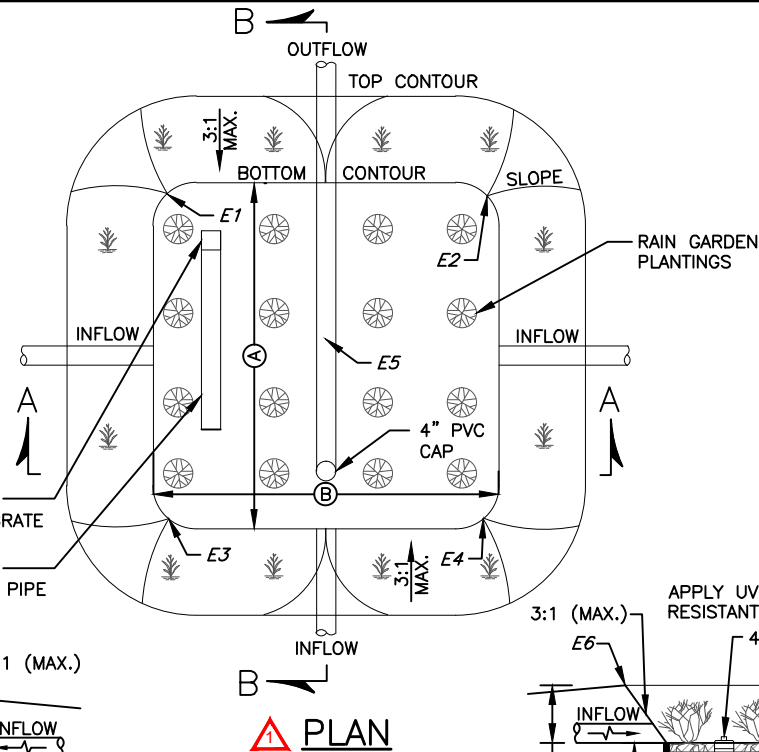 B
OUTFLOW
TOP CONTOUR
3:1
MAX.
BOTTOM CONTOUR
SLOPE
E1
E2
RAIN GARDEN
PLANTINGS
INFLOW
INFLOW
A
E5
A
A
4" PVC
CAP
B
RATE
E3
E4
3:1
MAX.
PIPE
APPLY UV
RESISTANT
3:1 (MAX.)
E6
4
INFLOW
1 (MAX.)
B
INFLOW
INFLOW
1
PLAN